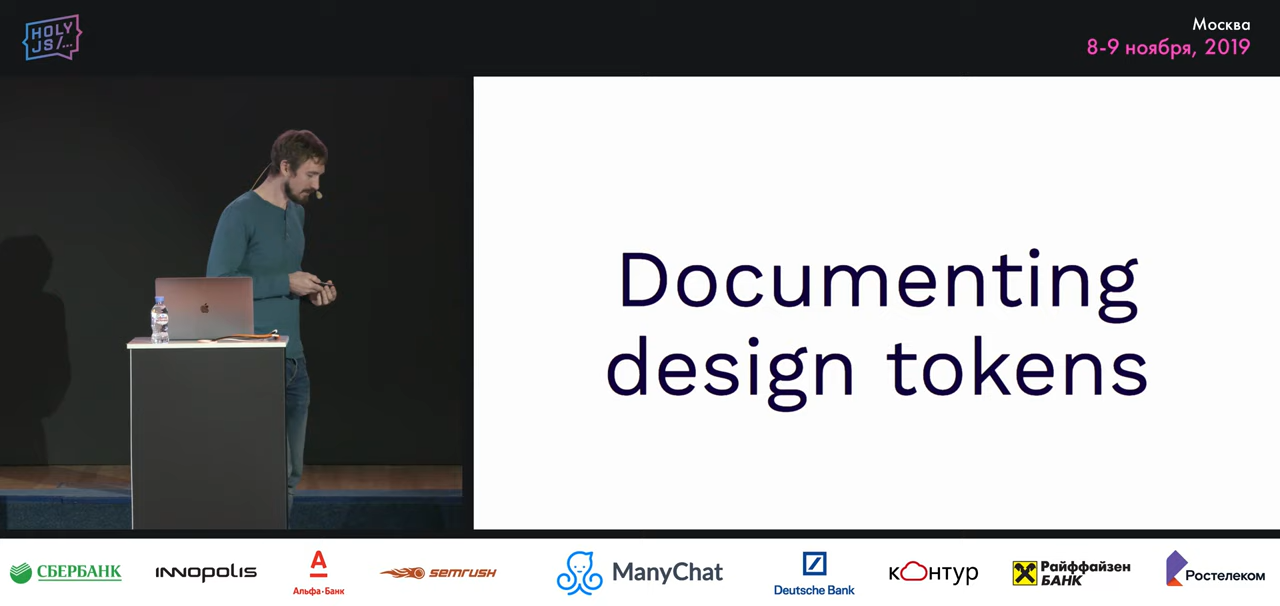 HOLY
JS/...
Москва
8-9 ноября, 2019
Documenting
design tokens
СБЕРБАНК
INNOPOLIS
А
Альфа·Банк
semrush
ManyChat
Deutsche Bank
контур
Райффайзен
БАНК
Ростелеком